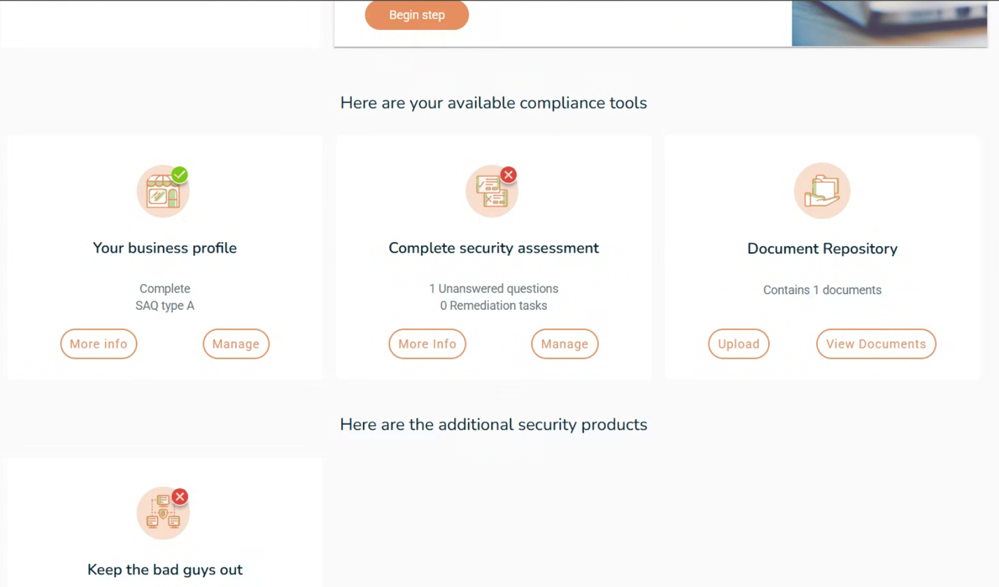 Begin step
Here are your available compliance tools
Your business profile
Complete
SAQ type A
More info
Manage
Complete security assessment
1 Unanswered questions
0 Remediation tasks
More Info
Manage
Document Repository
Contains 1 documents
Upload
View Documents
Here are the additional security products
Keep the bad guys out